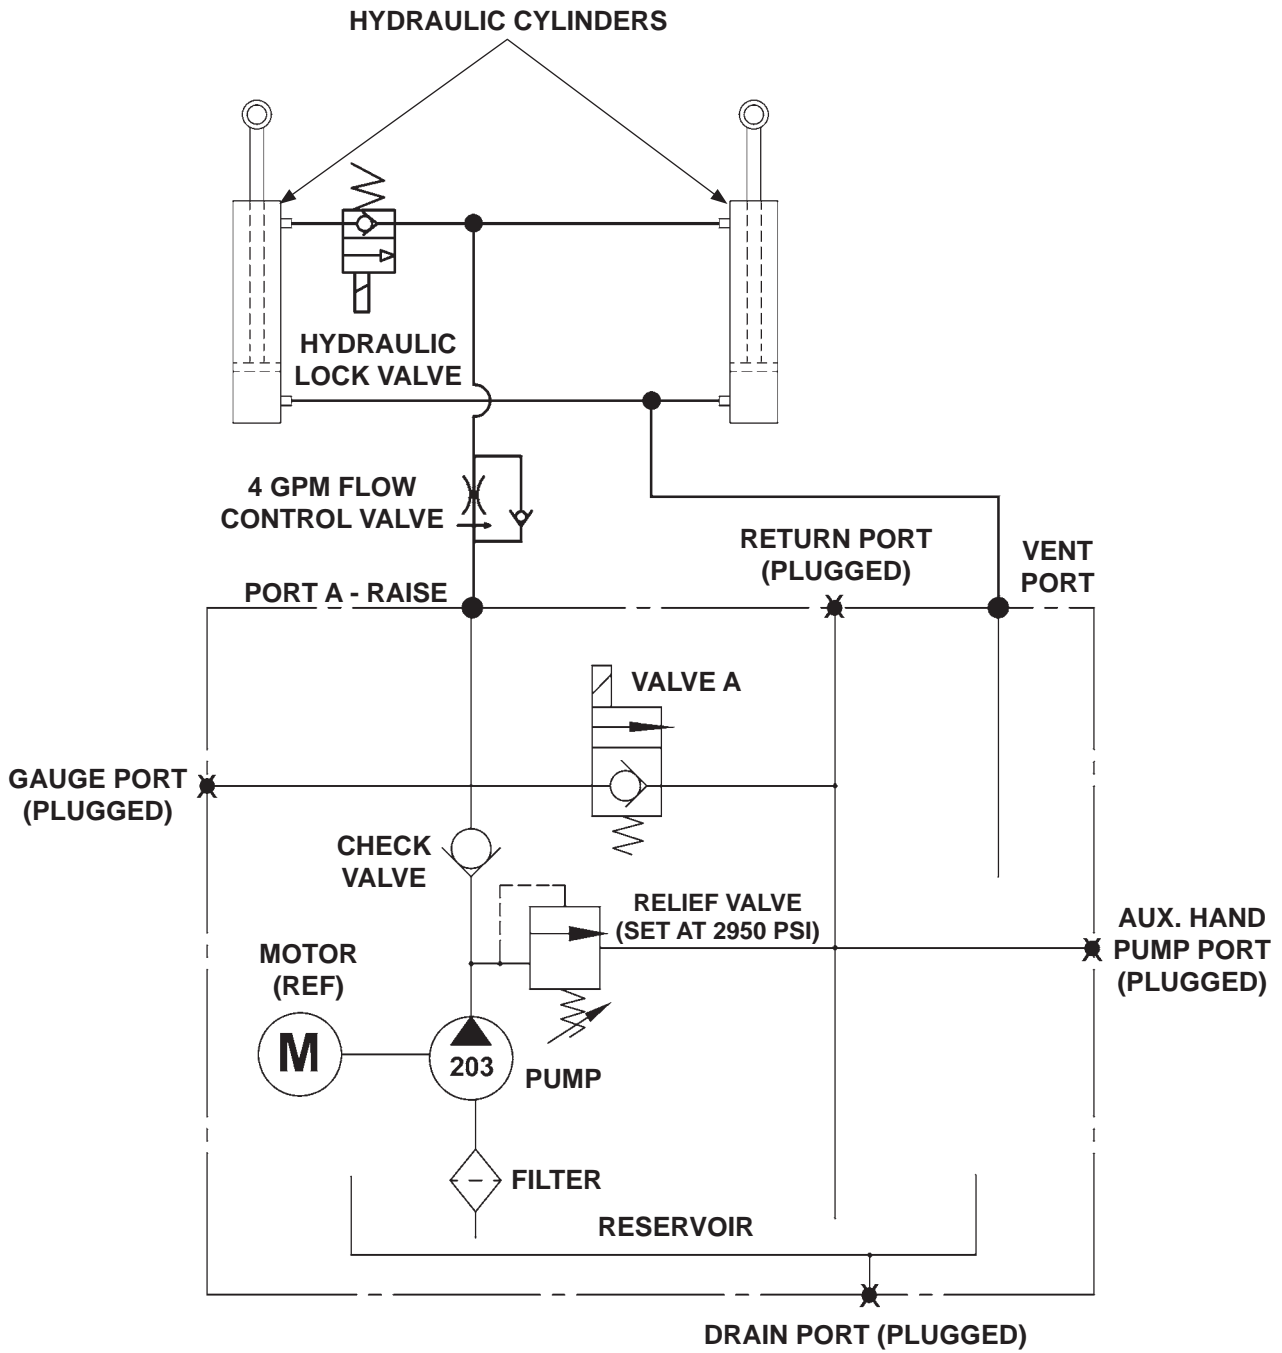 HYDRAULIC CYLINDERS
HYDRAULIC
LOCK VALVE
4 GPM FLOW
CONTROL VALVE
RETURN PORT
(PLUGGED)
VENT
PORT
PORT A - RAISE
VALVE A
GAUGE PORT
(PLUGGED)
CHECK
VALVE
RELIEF VALVE
(SET AT 2950 PSI)
AUX. HAND
PUMP PORT
(PLUGGED)
MOTOR
(REF)
M
203
PUMP
FILTER
RESERVOIR
DRAIN PORT (PLUGGED)